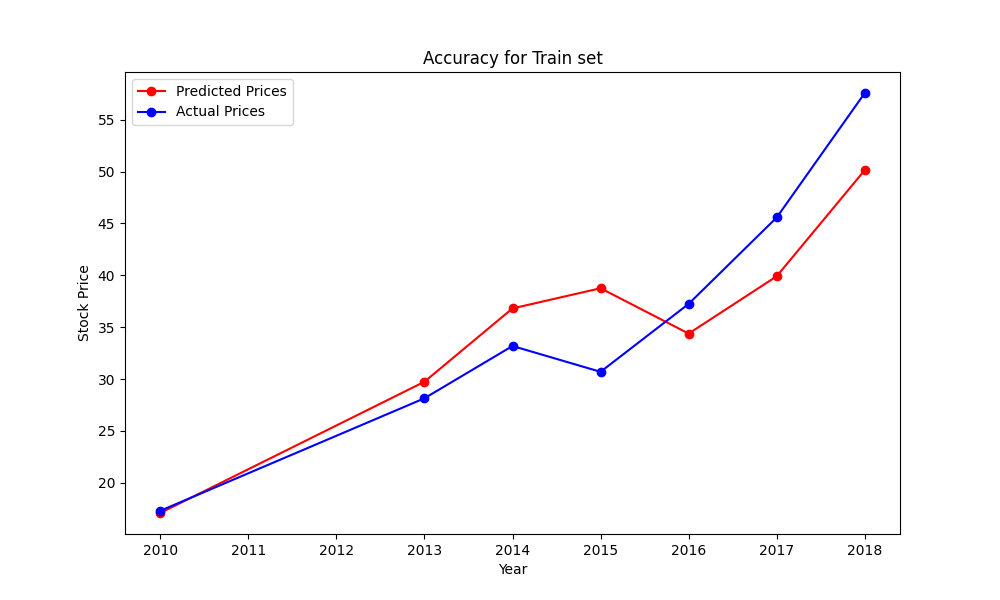 Accuracy for Train set
Predicted Prices
Actual Prices
Stock Price
55
50
45
40
35
30
25
20
2010 2011 2012 2013 2014 2015 2016 2017 2018
Year